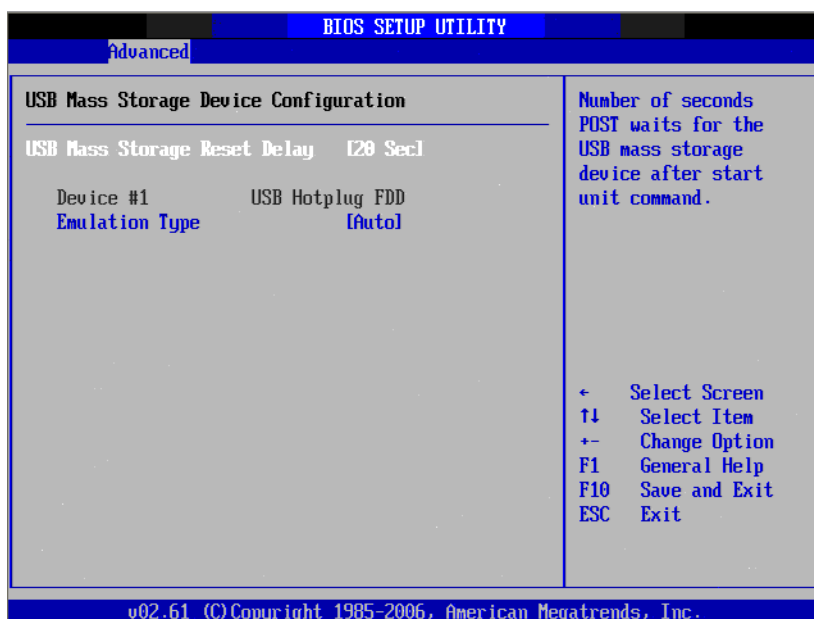 BIOS SETUP UTILITY
Advanced
USB Mass Storage Device Configuration
USB Mass Storage Reset Delay [20 Sec]
Device #1 USB Hotplug FDD
Emulation Type [Auto]
Number of seconds
POST waits for the
USB mass storage
device after start
unit command.
← Select Screen
↑↓ Select Item
+- Change Option
F1 General Help
F10 Save and Exit
ESC Exit
v02.61 (C)Copyright 1985-2006, American Megatrends, Inc.